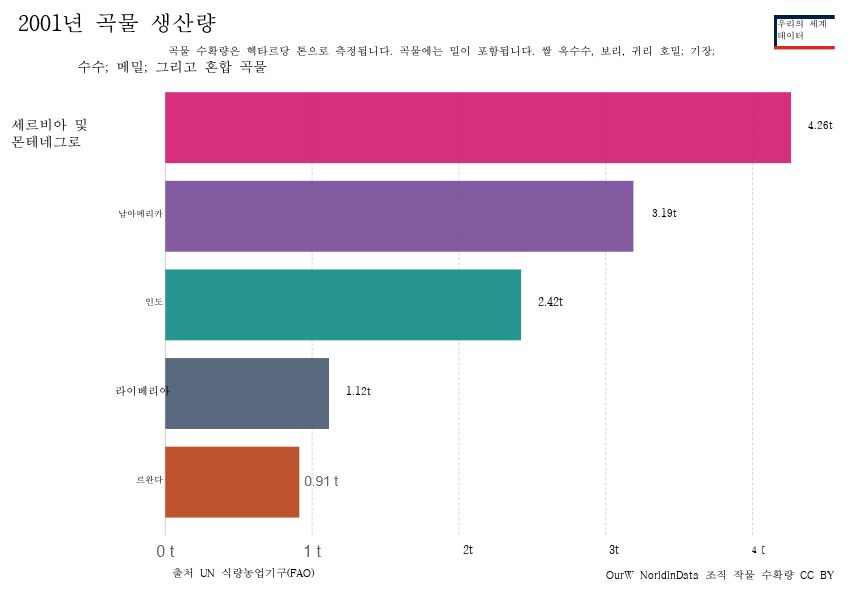 2001년 곡물 생산량
우리의 세계
데이터
곡물 수확량은 헥타르당 톤으로 측정됩니다. 곡물에는 밀이 포함됩니다. 쌀 옥수수, 보리, 귀리 호밀; 기장;
수수; 메밀; 그리고 혼합 곡물
세르비아 및
몬테네그로
4.26t
남아메리카
3.19t
인도
2.42t
라이베리아
1.12t
르완다
0.91 t
0 t
1 t
2t
3t
4 t
출처 UN 식량농업기구(FAO)
OurW NorldlnData 조직 작물 수확량 CC BY